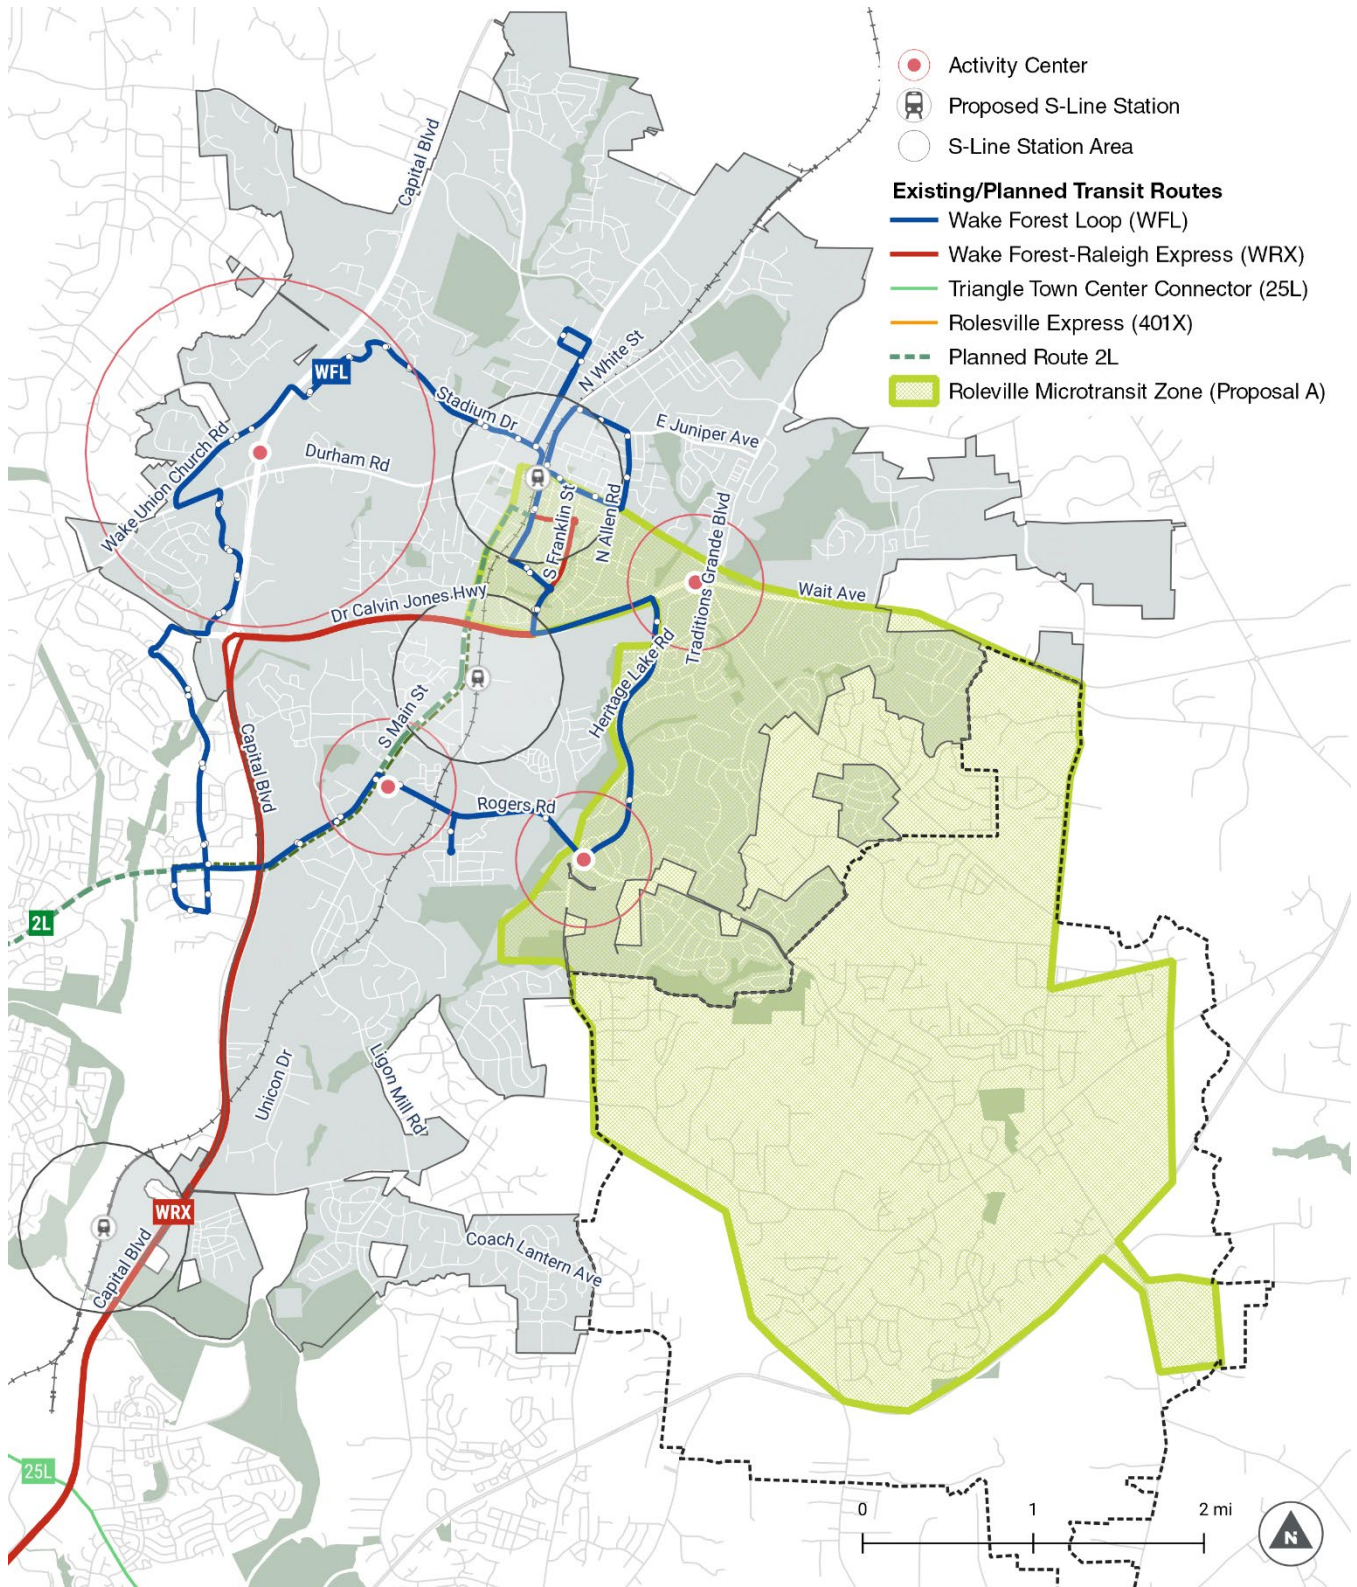 Activity Center
Proposed S-Line Station
S-Line Station Area
Existing/Planned Transit Routes
Wake Forest Loop (WFL)
Wake Forest-Raleigh Express (WRX)
Triangle Town Center Connector (25L)
Rolesville Express (401X)
Planned Route 2L
Roleville Microtransit Zone (Proposal A)
Capital Blvd
WFL
N White St
Stadium Dr
E Juniper Ave
Durham Rd
Wake Union Church Rd
S Franklin St
N Allen Rd
Traditions Grande Blvd
Wait Ave
Dr Calvin Jones Hwy
Heritage Lake Rd
S Main St
Capital Blvd
Rogers Rd
2L
Unicon Dr
Ligon Mill Rd
WRX
Capital Blvd
Coach Lantern Ave
25L
0 1 2 mi
N